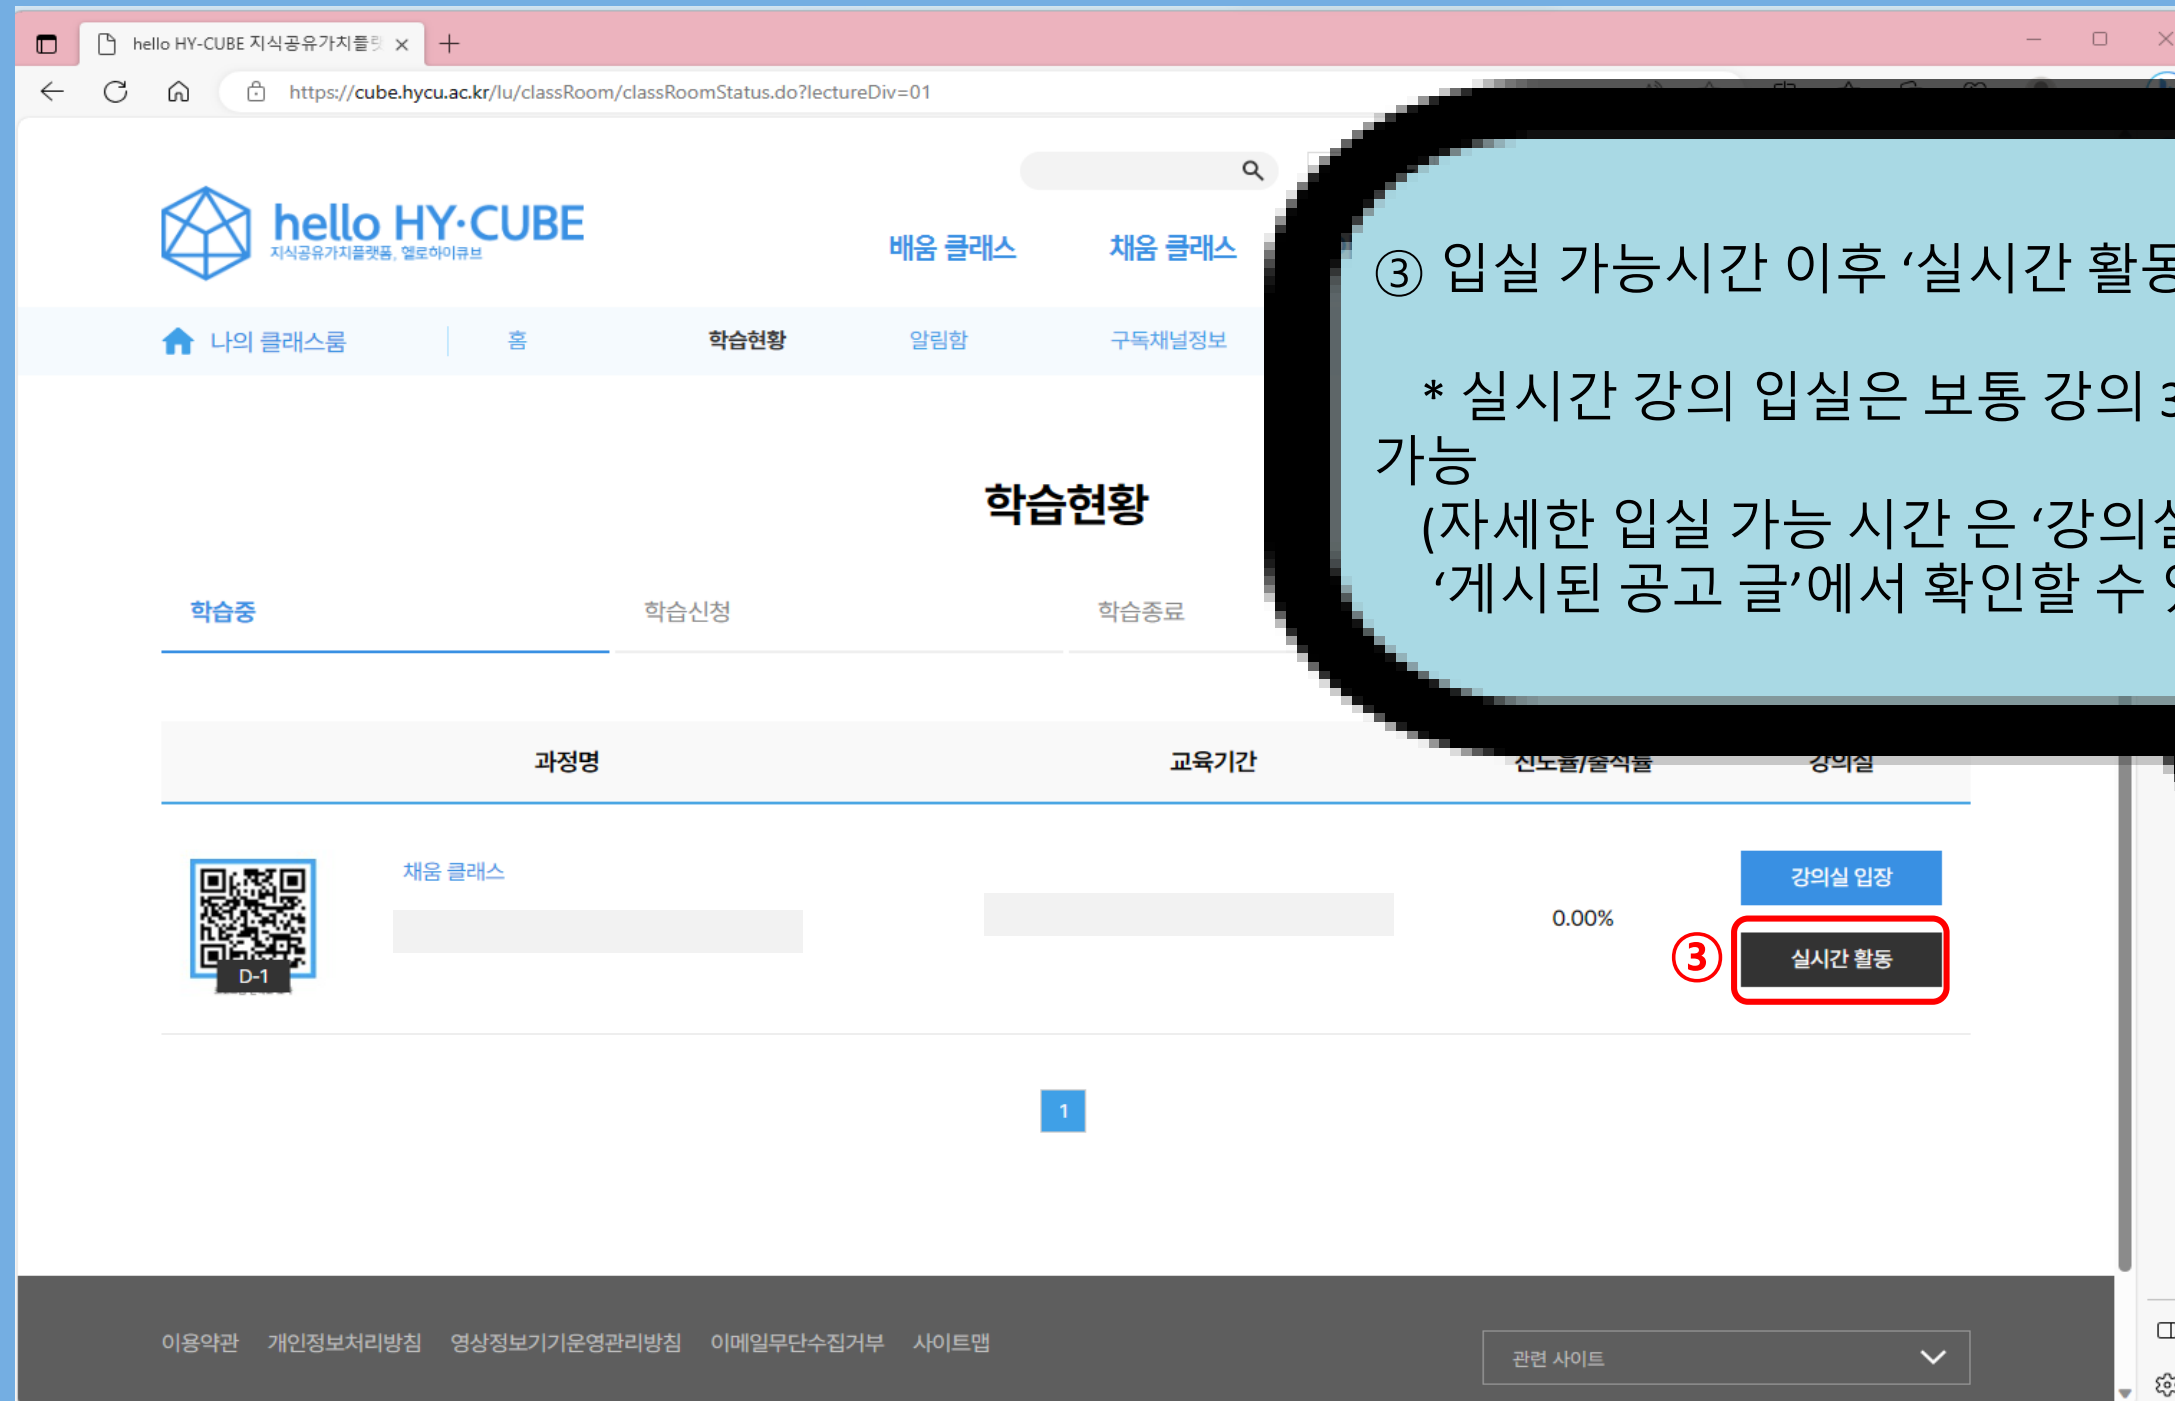 hello HY-CUBE 지식공유가치플랫
https://cube.hycu.ac.kr/lu/classRoom/classRoomStatus.do?lectureDiv=01
hello HY·CUBE
지식공유가치플랫폼, 헬로하이큐브
배움 클래스 채움 클래스
나의 클래스룸 홈 학습현황 알림함 구독채널정보
③ 입실 가능시간 이후 ‘실시간 활동
* 실시간 강의 입실은 보통 강의 3
가능
(자세한 입실 가능 시간 은 ‘강의실
‘게시된 공고 글’에서 확인할 수
학습현황
학습중 학습신청 학습종료
과정명 교육기간 진도율/출석률 강의실
D-1
채움 클래스
0.00%
강의실 입장
③ 실시간 활동
1
이용약관 개인정보처리방침 영상정보기기운영관리방침 이메일무단수집거부 사이트맵
관련 사이트